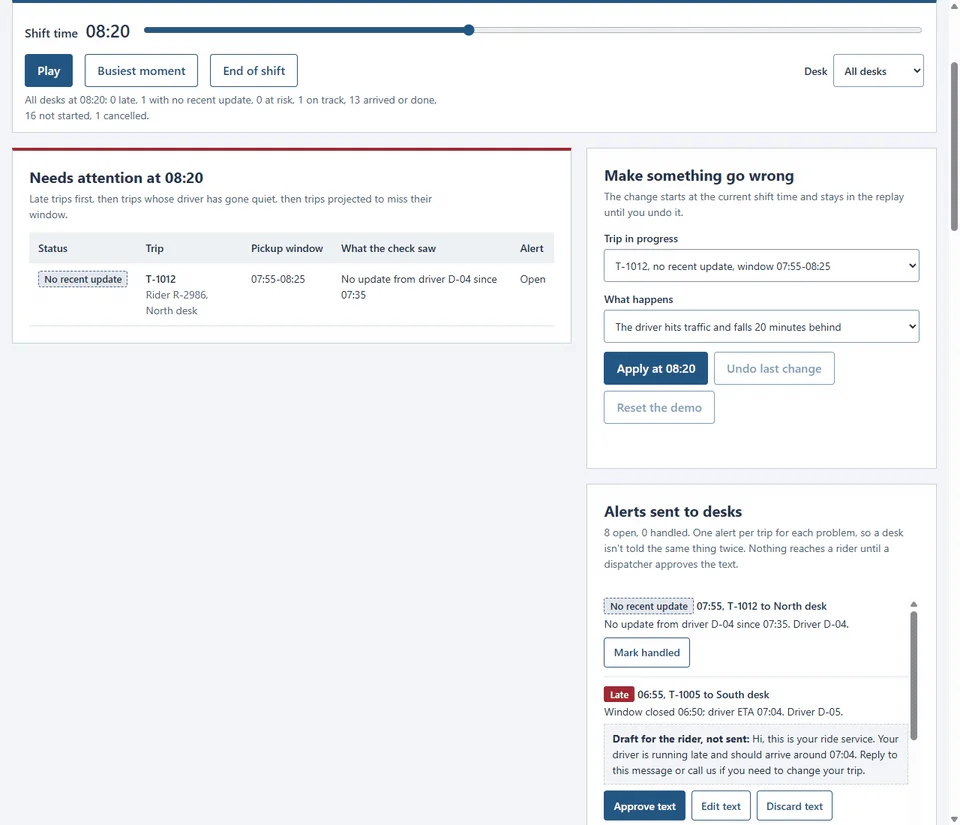 Shift time 08:20
Play Busiest moment End of shift Desk All desks
All desks at 08:20: 0 late, 1 with no recent update, 0 at risk, 1 on track, 13 arrived or done,
16 not started, 1 cancelled.
Needs attention at 08:20
Late trips first, then trips whose driver has gone quiet, then trips projected to miss their
window.
Status Trip Pickup window What the check saw Alert
No recent update T-1012 07:55-08:25 No update from driver D-04 since Open
Rider R-2986, 07:35
North desk
Make something go wrong
The change starts at the current shift time and stays in the replay
until you undo it.
Trip in progress
T-1012, no recent update, window 07:55-08:25
What happens
The driver hits traffic and falls 20 minutes behind
Apply at 08:20 Undo last change
Reset the demo
Alerts sent to desks
8 open, 0 handled. One alert per trip for each problem, so a desk
isn't told the same thing twice. Nothing reaches a rider until a
dispatcher approves the text.
No recent update 07:55, T-1012 to North desk
No update from driver D-04 since 07:35. Driver D-04.
Mark handled
Late 06:55, T-1005 to South desk
Window closed 06:50; driver ETA 07:04. Driver D-05.
Draft for the rider, not sent: Hi, this is your ride service. Your
driver is running late and should arrive around 07:04. Reply to
this message or call us if you need to change your trip.
Approve text Edit text Discard text